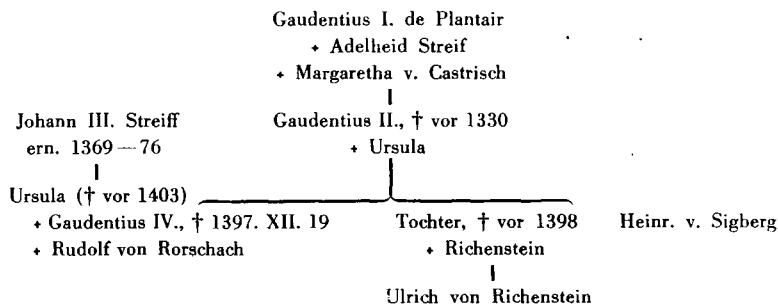 Gaudentius I. de Plantair
+ Adelheid Streif
+ Margaretha v. Castrisch
Johann III. Streiff
ern. 1369—76
Gaudentius II., † vor 1330
+ Ursula
Ursula († vor 1403)
+ Gaudentius IV., † 1397. XII. 19
+ Rudolf von Rorschach
Tochter, † vor 1398
+ Richenstein
Heinr. v. Sigberg
Ulrich von Richenstein